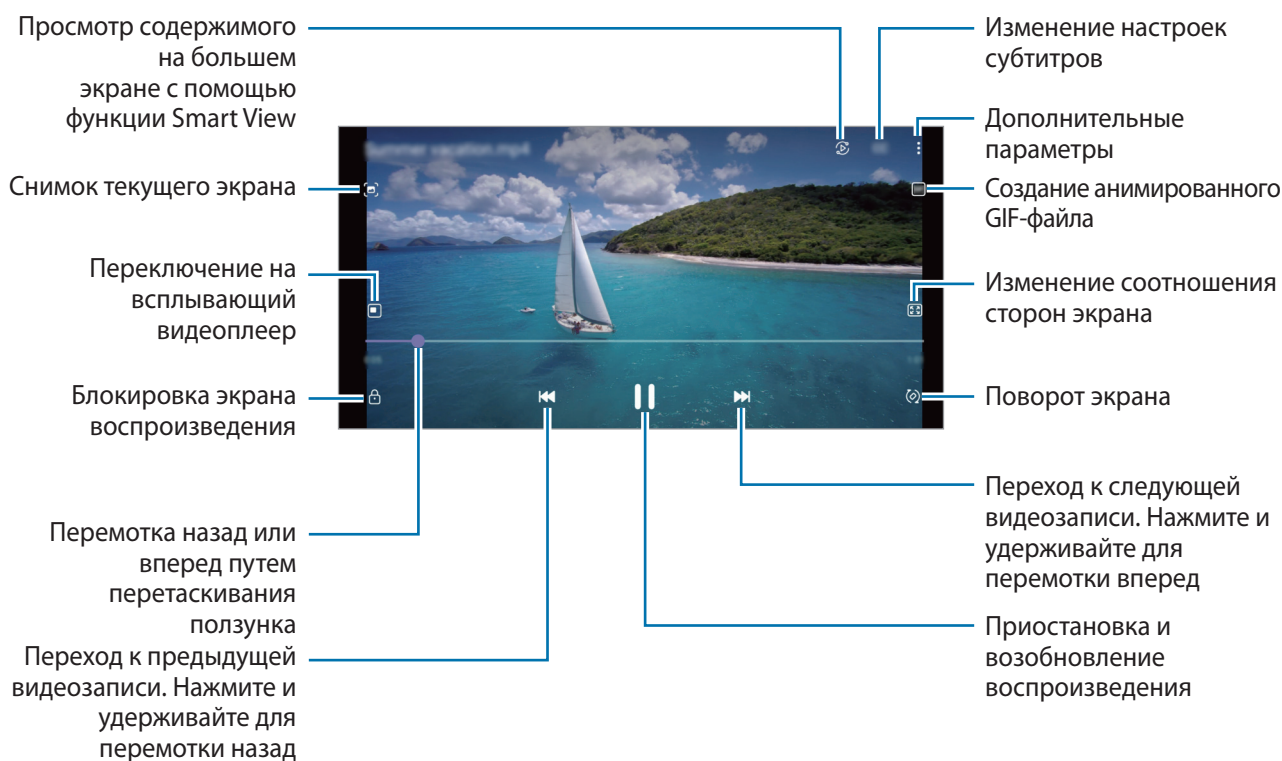 Просмотр содержимого
на большем
экране с помощью
функции Smart View
Снимок текущего экрана
Переключение на
всплывающий
видеоплеер
Блокировка экрана
воспроизведения
Перемотка назад или
вперед путем
перетаскивания
ползунка
Переход к предыдущей
видеозаписи. Нажмите и
удерживайте для
перемотки назад
Summer vacation.mp4
Изменение настроек
субтитров
Дополнительные
параметры
Создание анимированного
GIF-файла
Изменение соотношения
сторон экрана
Поворот экрана
Переход к следующей
видеозаписи. Нажмите и
удерживайте для
перемотки вперед
Приостановка и
возобновление
воспроизведения